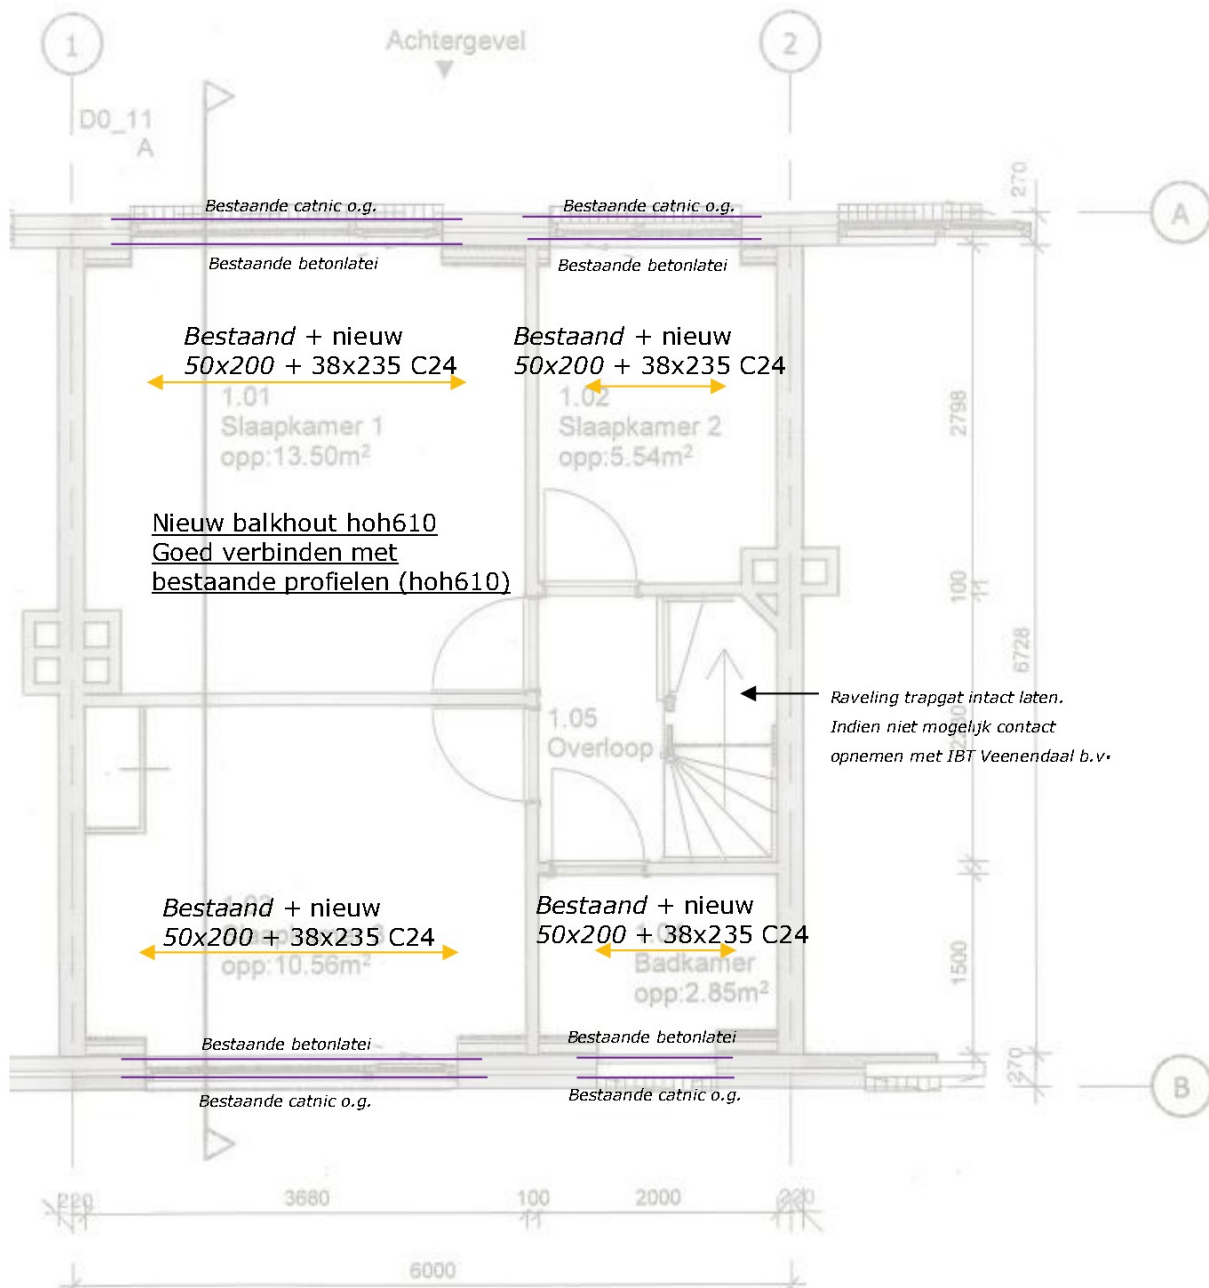 1
Achtergevel
2
D0_11
A
270
A
Bestaande catnic o.g.
Bestaande catnic o.g.
Bestaande betonlatei
Bestaande betonlatei
Bestaand + nieuw
50x200 + 38x235 C24
Bestaand + nieuw
50x200 + 38x235 C24
1.01
Slaapkamer 1
opp:13.50m²
1.02
Slaapkamer 2
opp:5.54m²
2798
Nieuw balkhout hoh610
Goed verbinden met
bestaande profielen (hoh610)
100
6728
1.05
Overloop
Raveling trapgat intact laten.
Indien niet mogelijk contact
opnemen met IBT Veenendaal b.v.
Bestaand + nieuw
50x200 + 38x235 C24
opp:10.56m²
Bestaand + nieuw
50x200 + 38x235 C24
Badkamer
opp:2.85m²
1500
Bestaande betonlatei
Bestaande betonlatei
Bestaande catnic o.g.
Bestaande catnic o.g.
270
B
220
3680
100
2000
220
6000